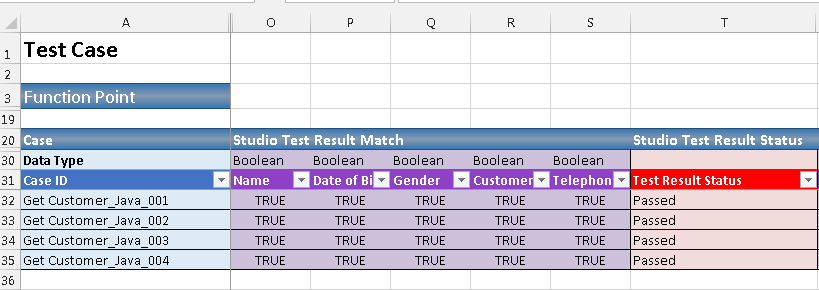 A O P Q R S T
1 Test Case
2
3 Function Point
19
20 Case Studio Test Result Match Studio Test Result Status
30 Data Type Boolean Boolean Boolean Boolean Boolean
31 Case ID Name Date of Bi Gender Customer Telephon Test Result Status
32 Get Customer_Java_001 TRUE TRUE TRUE TRUE TRUE Passed
33 Get Customer_Java_002 TRUE TRUE TRUE TRUE TRUE Passed
34 Get Customer_Java_003 TRUE TRUE TRUE TRUE TRUE Passed
35 Get Customer_Java_004 TRUE TRUE TRUE TRUE TRUE Passed
36